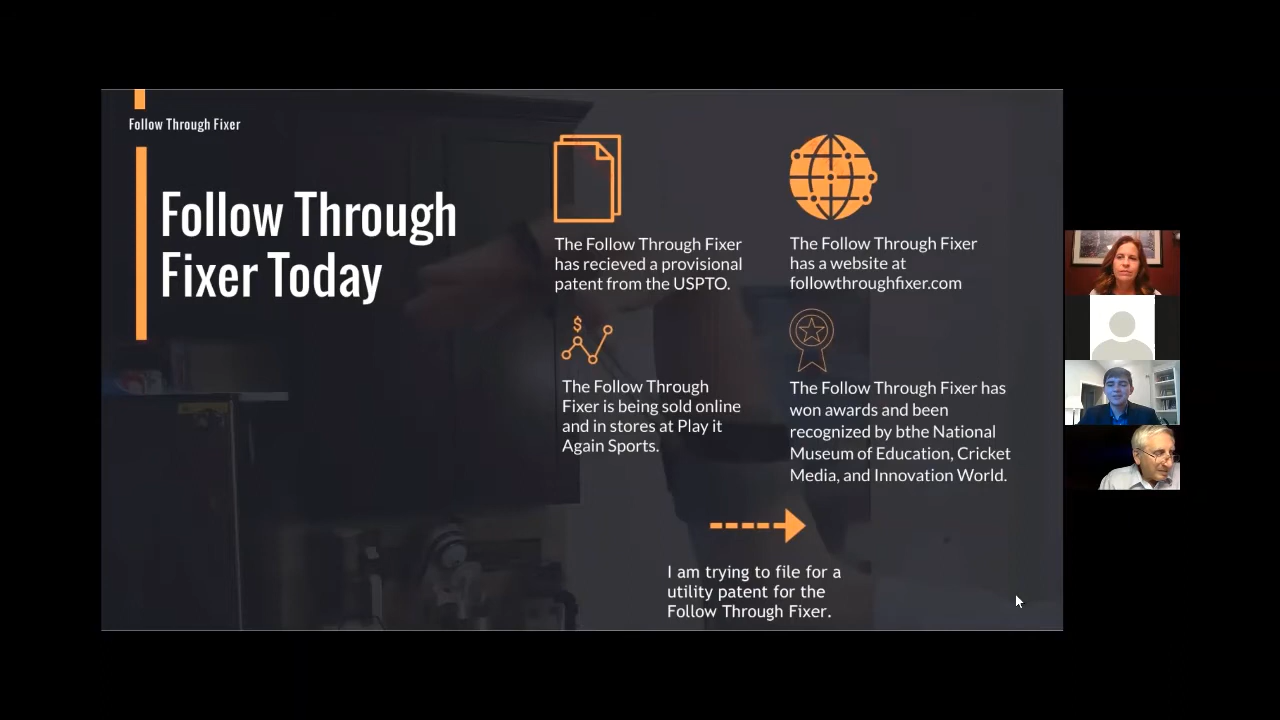 Follow Through Fixer
Follow Through
Fixer Today
The Follow Through Fixer
has recieved a provisional
patent from the USPTO.
The Follow Through Fixer
has a website at
followthroughfixer.com
$
The Follow Through
Fixer is being sold online
and in stores at Play it
Again Sports.
The Follow Through Fixer has
won awards and been
recognized by bthe National
Museum of Education, Cricket
Media, and Innovation World.
I am trying to file for a
utility patent for the
Follow Through Fixer.